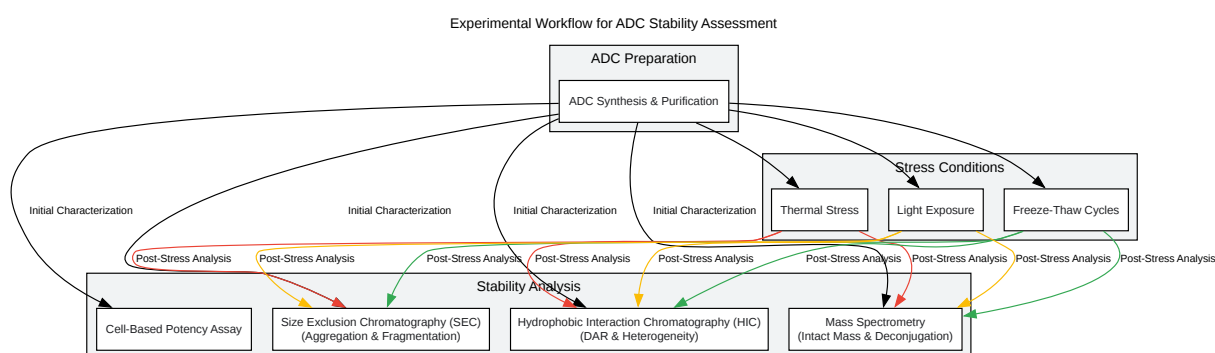 Experimental Workflow for ADC Stability Assessment
ADC Preparation
ADC Synthesis & Purification
Stress Conditions
Thermal Stress
Light Exposure
Freeze-Thaw Cycles
Initial Characterization
Initial Characterization
Initial Characterization
Initial Characterization
Post-Stress Analysis
Post-Stress Analysis
Post-Stress Analysis
Post-Stress Analysis
Post-Stress Analysis
Post-Stress Analysis
Post-Stress Analysis
Post-Stress Analysis
Post-Stress Analysis
Stability Analysis
Cell-Based Potency Assay
Size Exclusion Chromatography (SEC)
(Aggregation & Fragmentation)
Hydrophobic Interaction Chromatography (HIC)
(DAR & Heterogeneity)
Mass Spectrometry
(Intact Mass & Deconjugation)